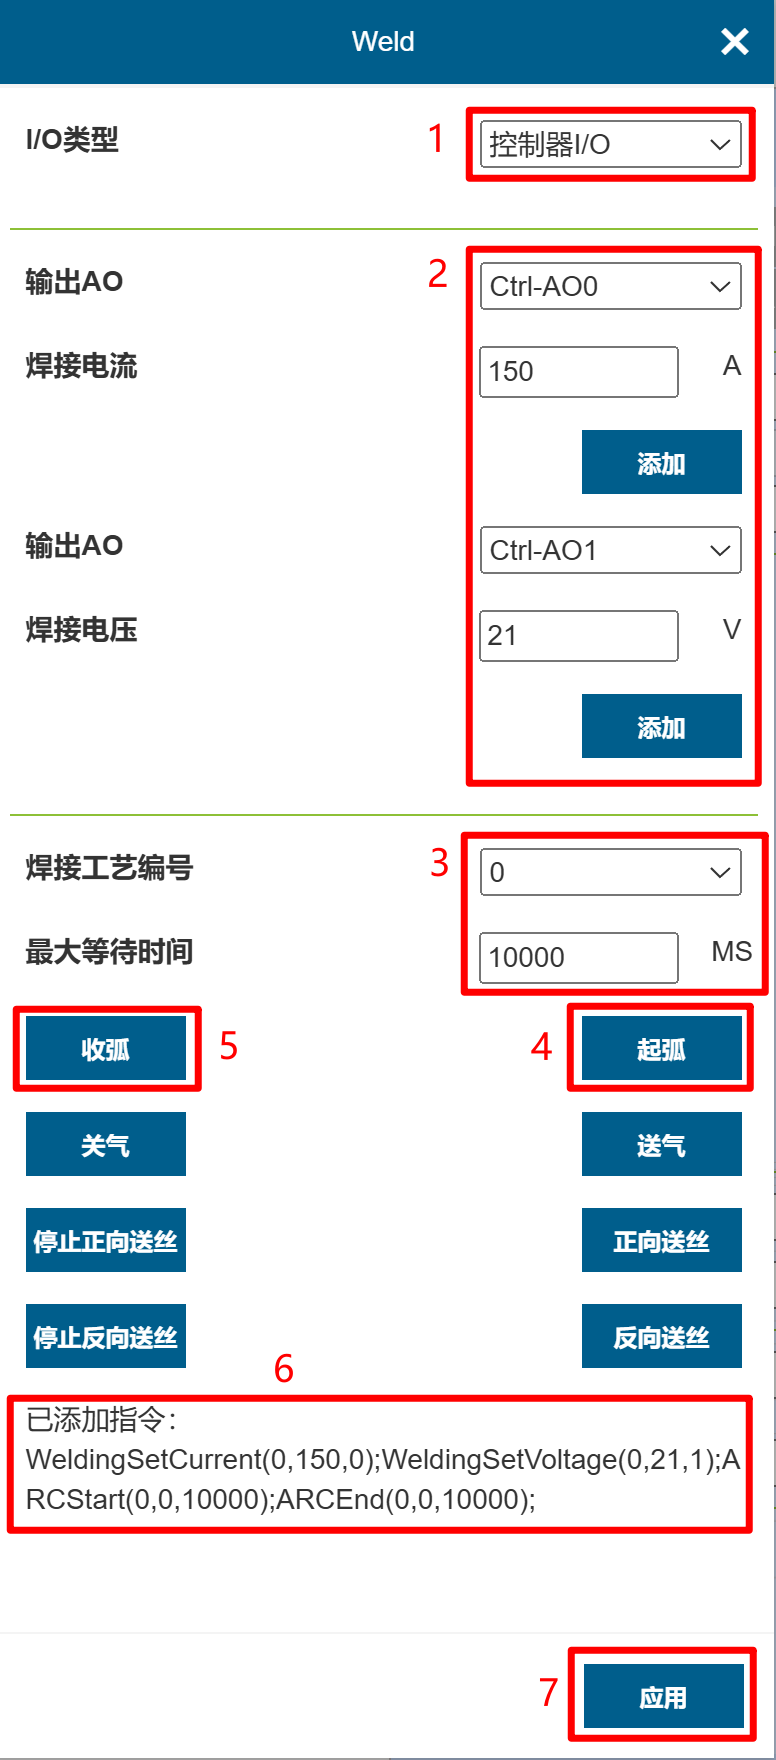 Weld
I/O类型 1 控制器I/O
输出AO 2 Ctrl-AO0
焊接电流 150 A
添加
输出AO Ctrl-AO1
焊接电压 21 V
添加
焊接工艺编号 3 0
最大等待时间 10000 MS
收弧 5 4 起弧
关气 送气
停止正向送丝 正向送丝
停止反向送丝 反向送丝
6
已添加指令:
WeldingSetCurrent(0,150,0);WeldingSetVoltage(0,21,1);A
RCStart(0,0,10000);ARCEnd(0,0,10000);
7 应用